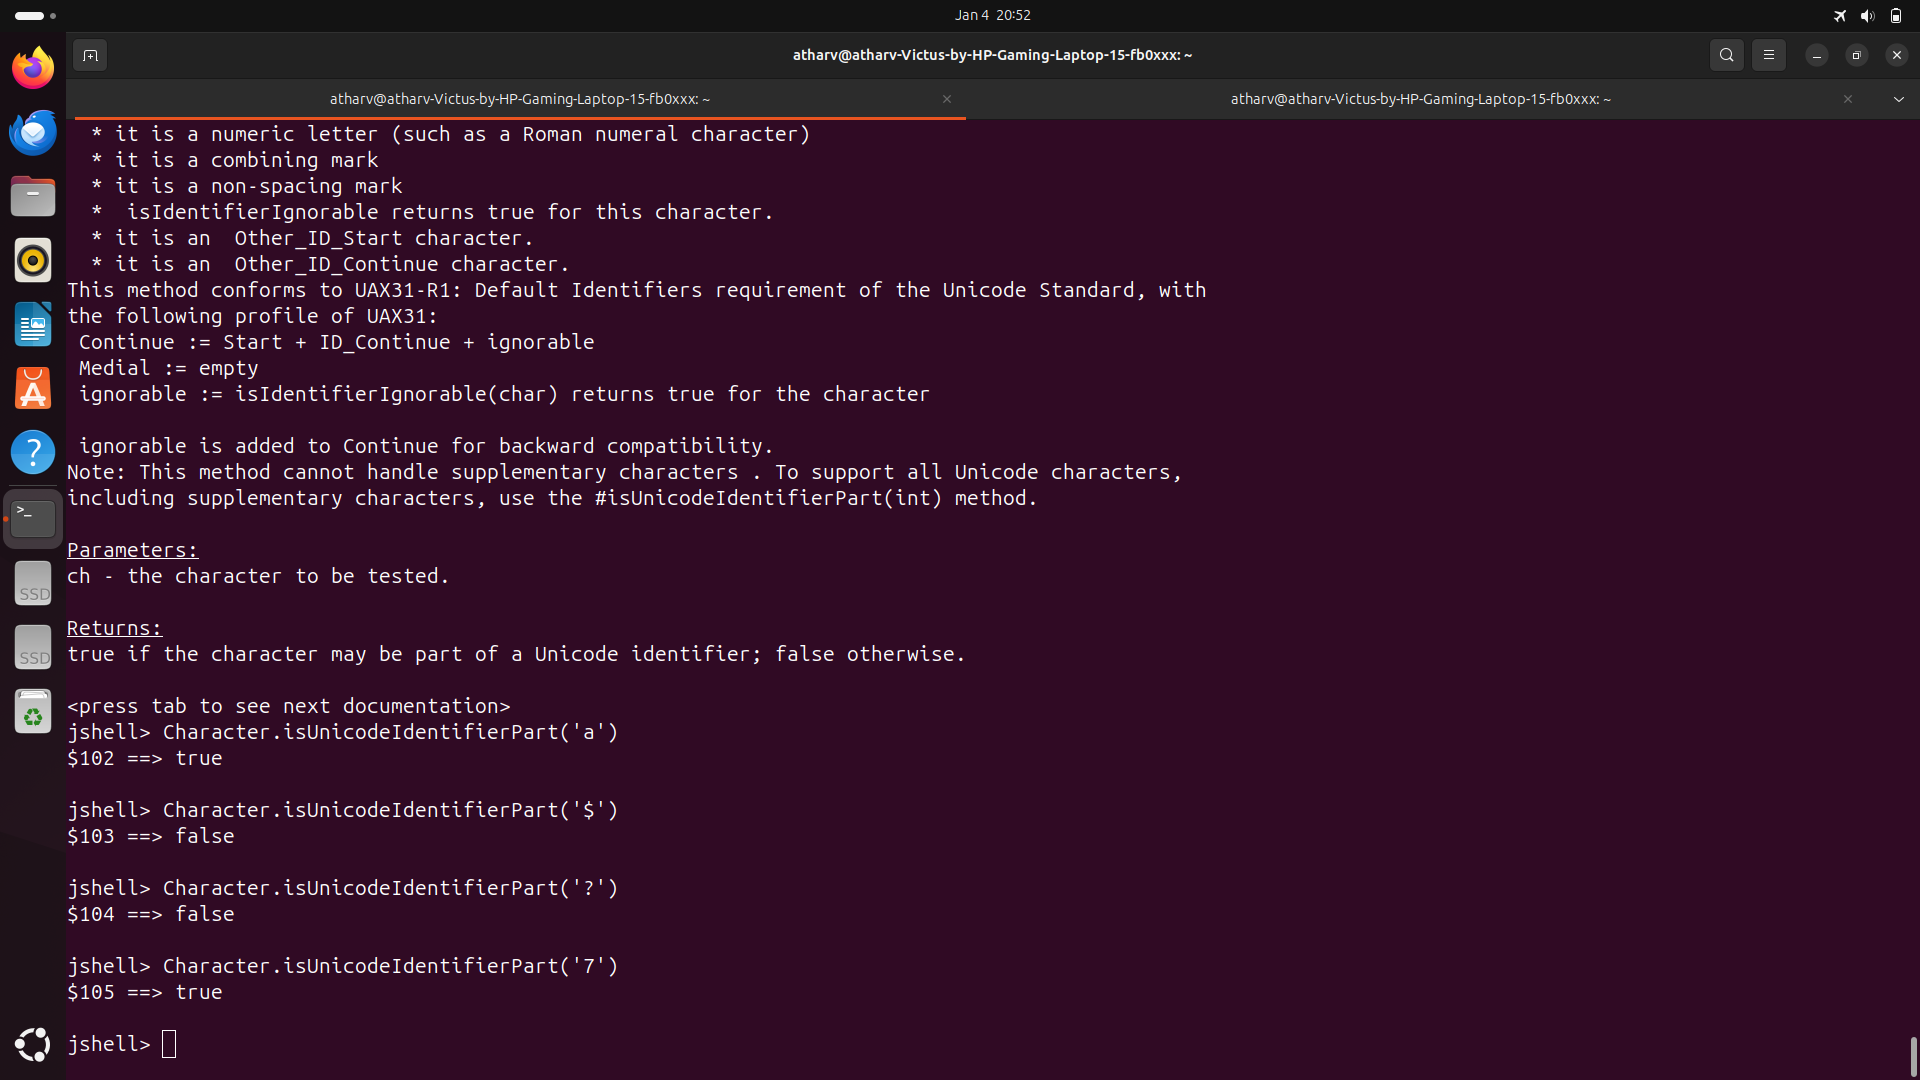 Jan 4 20:52
atharv@atharv-Victus-by-HP-Gaming-Laptop-15-fb0xxx: ~
atharv@atharv-Victus-by-HP-Gaming-Laptop-15-fb0xxx: ~
atharv@atharv-Victus-by-HP-Gaming-Laptop-15-fb0xxx: ~
* it is a numeric letter (such as a Roman numeral character)
* it is a combining mark
* it is a non-spacing mark
*  isIdentifierIgnorable returns true for this character.
* it is an  Other_ID_Start character.
* it is an  Other_ID_Continue character.
This method conforms to UAX31-R1: Default Identifiers requirement of the Unicode Standard, with
the following profile of UAX31:
Continue := Start + ID_Continue + ignorable
Medial := empty
ignorable := isIdentifierIgnorable(char) returns true for the character
ignorable is added to Continue for backward compatibility.
Note: This method cannot handle supplementary characters . To support all Unicode characters,
including supplementary characters, use the #isUnicodeIdentifierPart(int) method.
Parameters:
ch - the character to be tested.
Returns:
true if the character may be part of a Unicode identifier; false otherwise.
<press tab to see next documentation>
jshell> Character.isUnicodeIdentifierPart('a')
$102 ==> true
jshell> Character.isUnicodeIdentifierPart('$')
$103 ==> false
jshell> Character.isUnicodeIdentifierPart('?')
$104 ==> false
jshell> Character.isUnicodeIdentifierPart('7')
$105 ==> true
jshell>
SSD
SSD